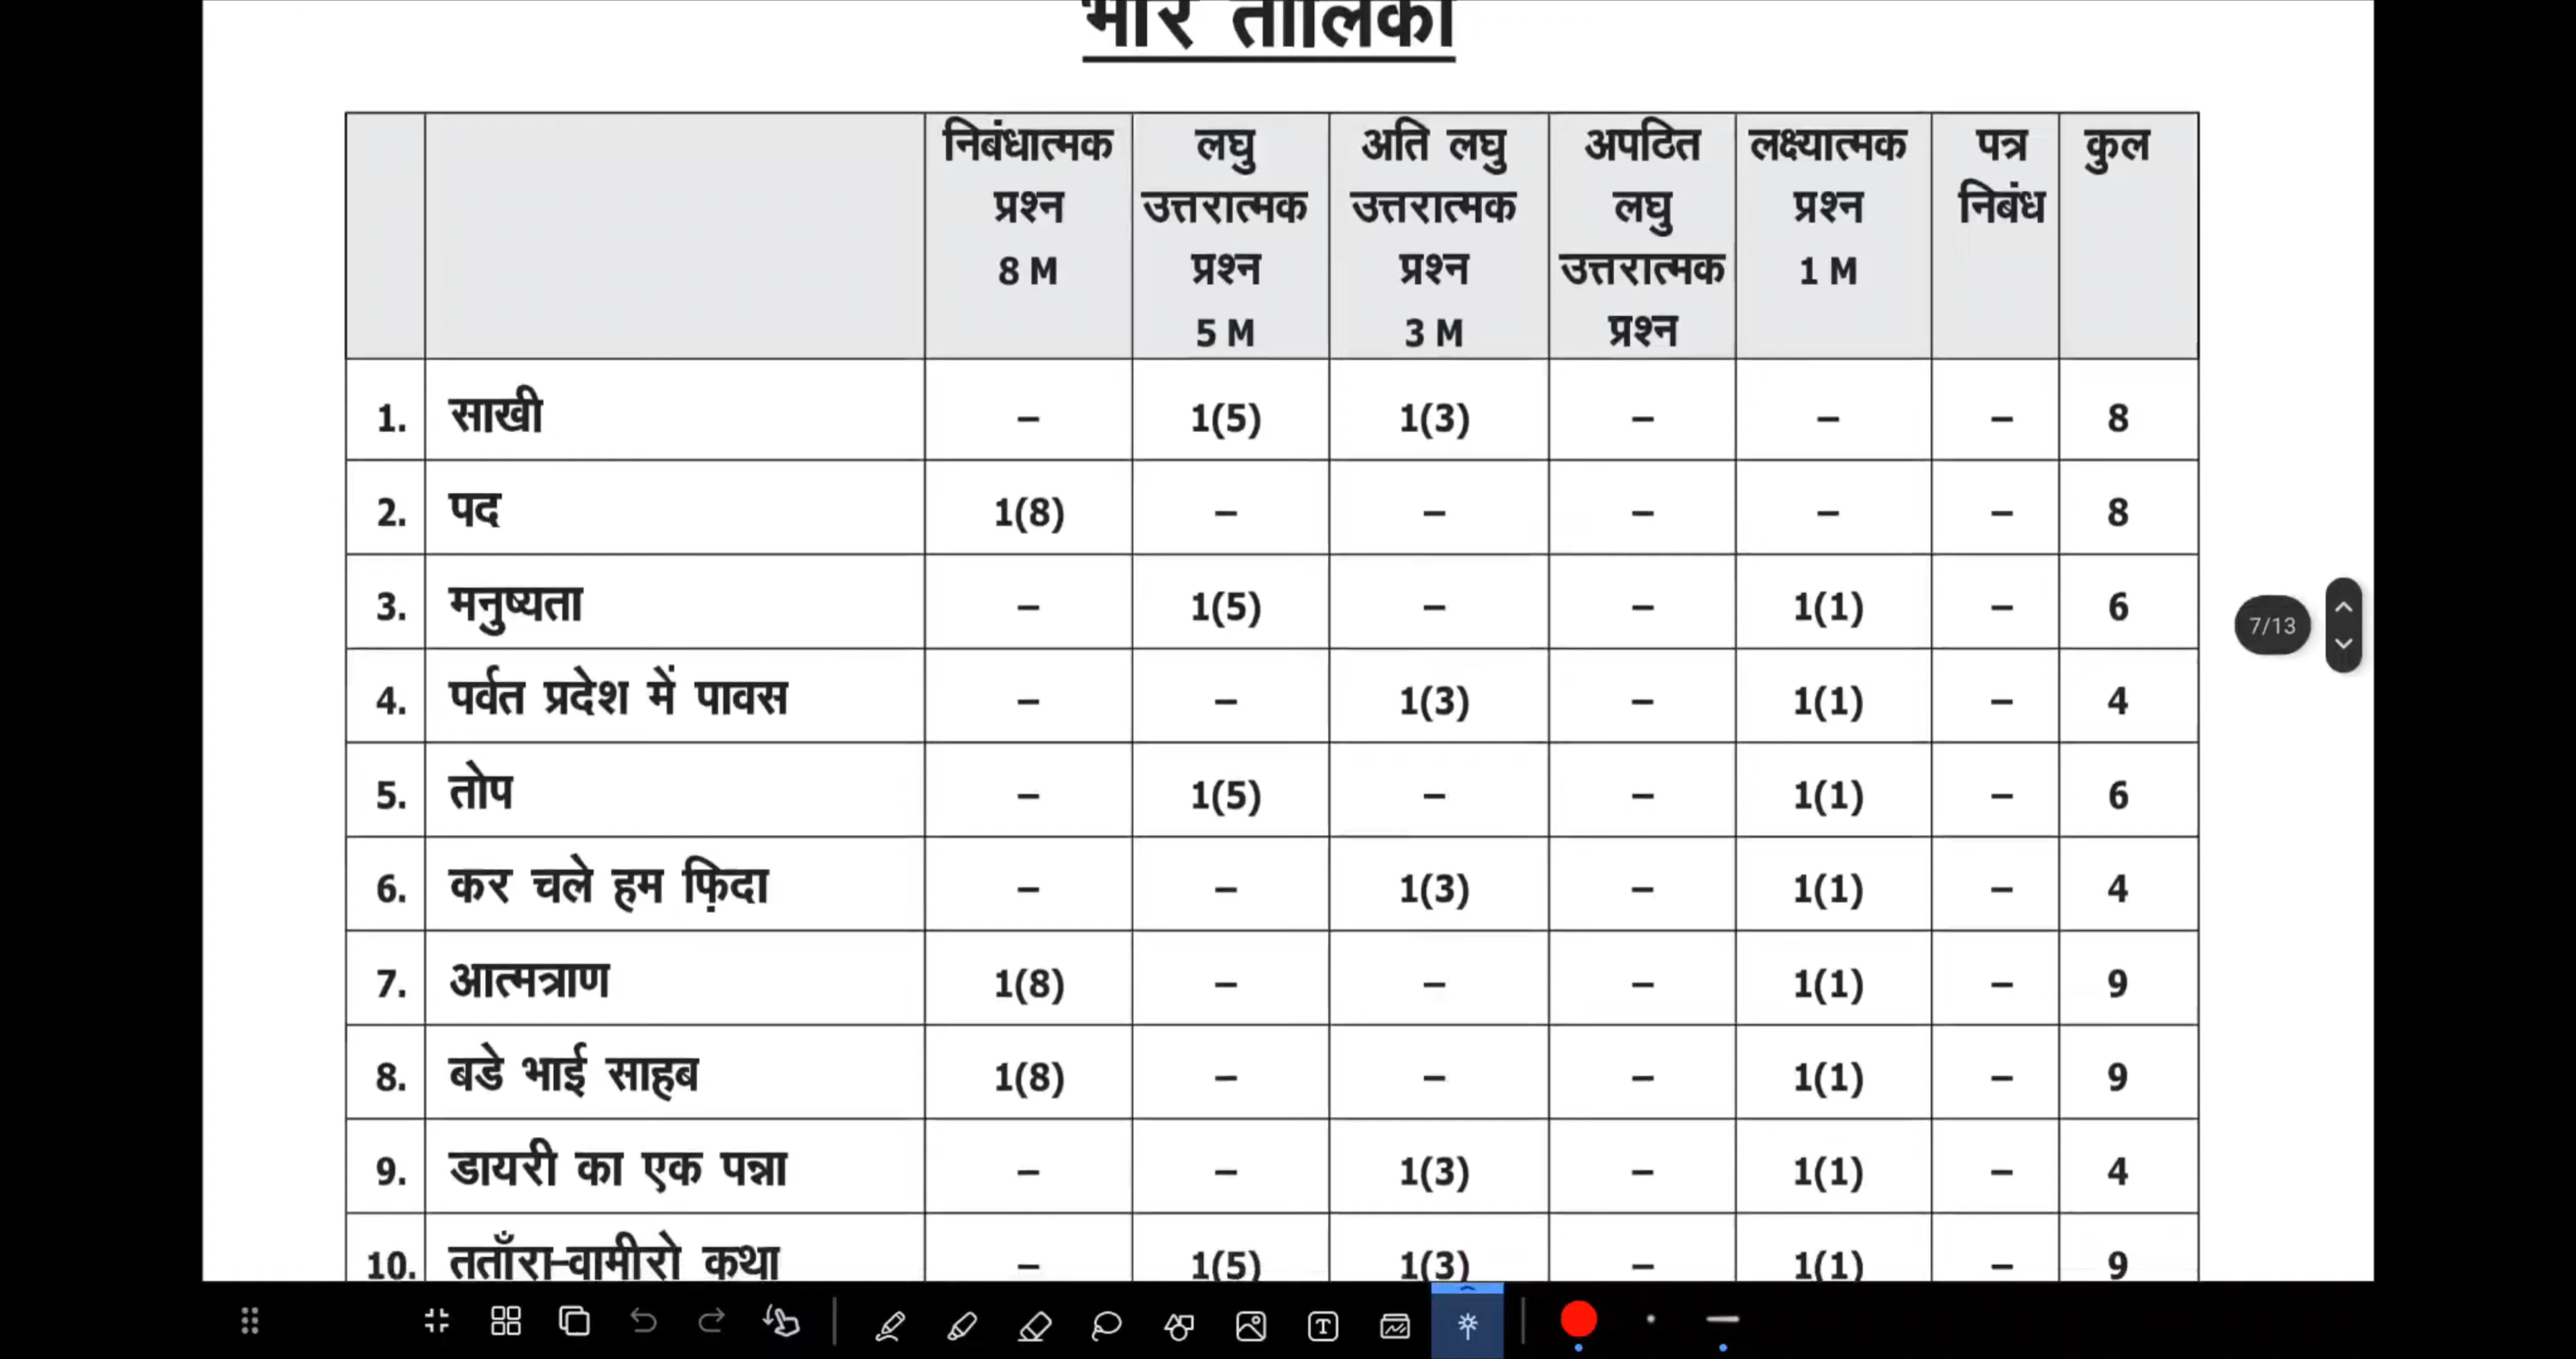 भार तालिका
निबंधात्मक प्रश्न 8 M | लघु उत्तरात्मक प्रश्न 5 M | अति लघु उत्तरात्मक प्रश्न 3 M | अपठित लघु उत्तरात्मक प्रश्न | लक्ष्यात्मक प्रश्न 1 M | पत्र निबंध | कुल
1. साखी – 1(5) 1(3) – – – 8
2. पद 1(8) – – – – – 8
3. मनुष्यता – 1(5) – – 1(1) – 6
4. पर्वत प्रदेश में पावस – – 1(3) – 1(1) – 4
5. तोप – 1(5) – – 1(1) – 6
6. कर चले हम फ़िदा – – 1(3) – 1(1) – 4
7. आत्मत्राण 1(8) – – – 1(1) – 9
8. बडे भाई साहब 1(8) – – – 1(1) – 9
9. डायरी का एक पन्ना – – 1(3) – 1(1) – 4
10. तताँरा–वामीरो कथा – 1(5) 1(3) – 1(1) – 9
7/13